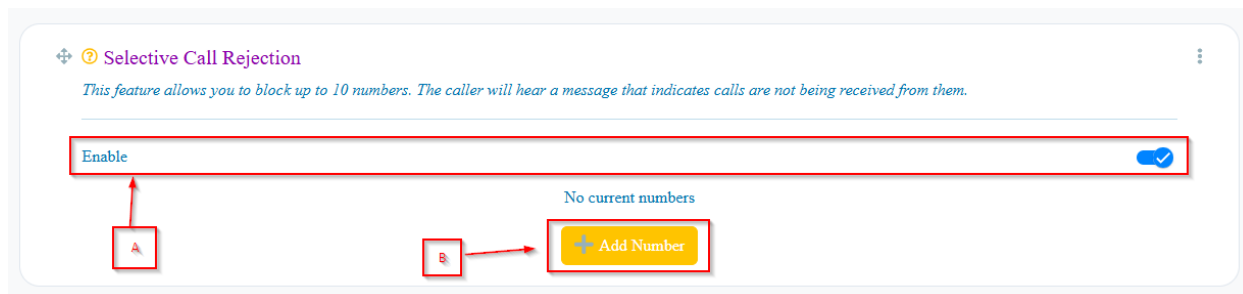 Selective Call Rejection
This feature allows you to block up to 10 numbers. The caller will hear a message that indicates calls are not being received from them.
Enable
No current numbers
A
B
Add Number